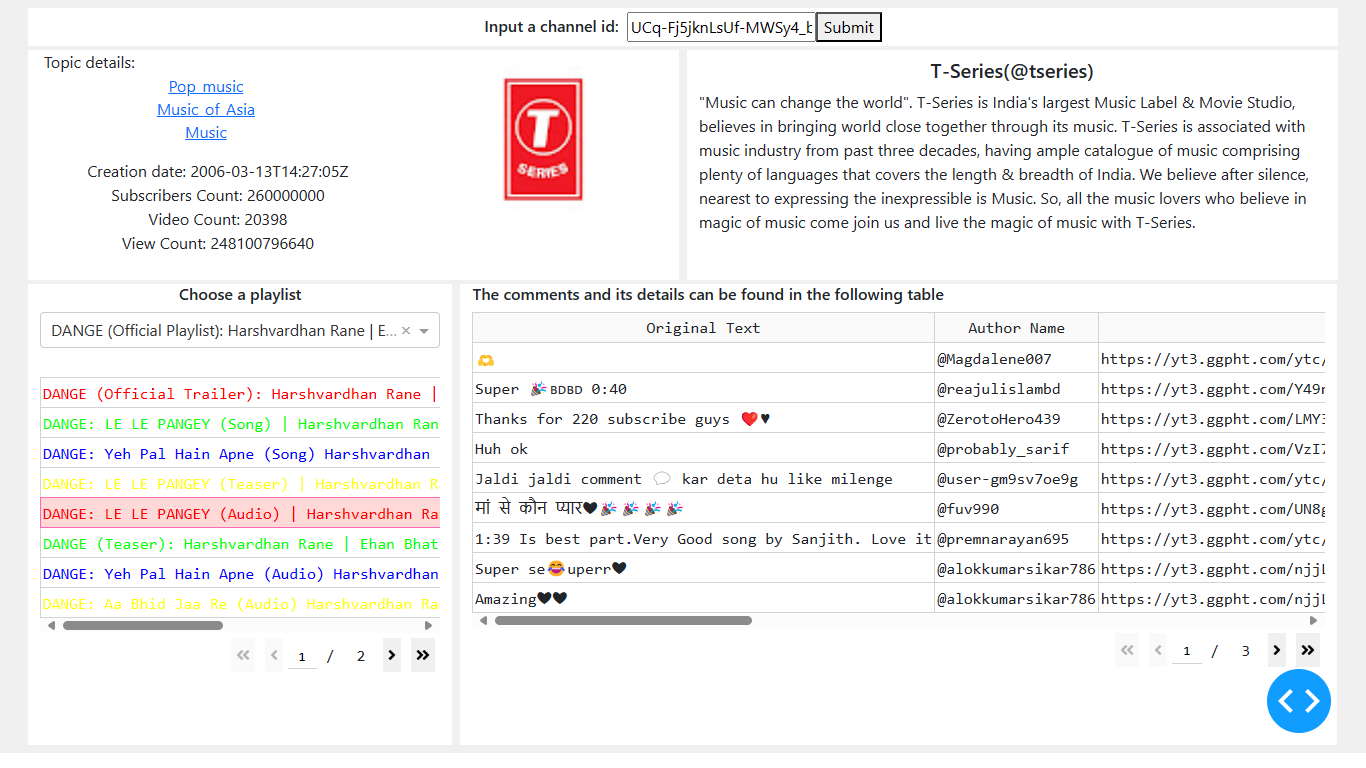 Input a channel id: UCq-Fj5jknLsUf-MWSy4_b Submit
Topic details:
Pop music
Music of Asia
Music
Creation date: 2006-03-13T14:27:05Z
Subscribers Count: 260000000
Video Count: 20398
View Count: 248100796640
T
SERIES
T-Series(@tseries)
"Music can change the world". T-Series is India's largest Music Label & Movie Studio,
believes in bringing world close together through its music. T-Series is associated with
music industry from past three decades, having ample catalogue of music comprising
plenty of languages that covers the length & breadth of India. We believe after silence,
nearest to expressing the inexpressible is Music. So, all the music lovers who believe in
magic of music come join us and live the magic of music with T-Series.
Choose a playlist
DANGE (Official Playlist): Harshvardhan Rane | E... ×
DANGE (Official Trailer): Harshvardhan Rane |
DANGE: LE LE PANGEY (Song) | Harshvardhan Ran
DANGE: Yeh Pal Hain Apne (Song) Harshvardhan
DANGE: LE LE PANGEY (Teaser) | Harshvardhan R
DANGE: LE LE PANGEY (Audio) | Harshvardhan Ra
DANGE (Teaser): Harshvardhan Rane | Ehan Bhat
DANGE: Yeh Pal Hain Apne (Audio) Harshvardhan
DANGE: Aa Bhid Jaa Re (Audio) Harshvardhan Ra
1 / 2
The comments and its details can be found in the following table
Original Text Author Name
🫶 @Magdalene007 https://yt3.ggpht.com/ytc/
Super 🎉ʙᴅʙᴅ 0:40 @reajulislambd https://yt3.ggpht.com/Y49r
Thanks for 220 subscribe guys ❤️♥ @ZerotoHero439 https://yt3.ggpht.com/LMY3
Huh ok @probably_sarif https://yt3.ggpht.com/VzI7
Jaldi jaldi comment 💬 kar deta hu like milenge @user-gm9sv7oe9g https://yt3.ggpht.com/ytc/
मां से कौन प्यार🖤🎉🎉🎉🎉 @fuv990 https://yt3.ggpht.com/UN8g
1:39 Is best part.Very Good song by Sanjith. Love it @premnarayan695 https://yt3.ggpht.com/ytc/
Super se😂uperr🖤 @alokkumarsikar786 https://yt3.ggpht.com/njjL
Amazing🖤🖤 @alokkumarsikar786 https://yt3.ggpht.com/njjL
1 / 3